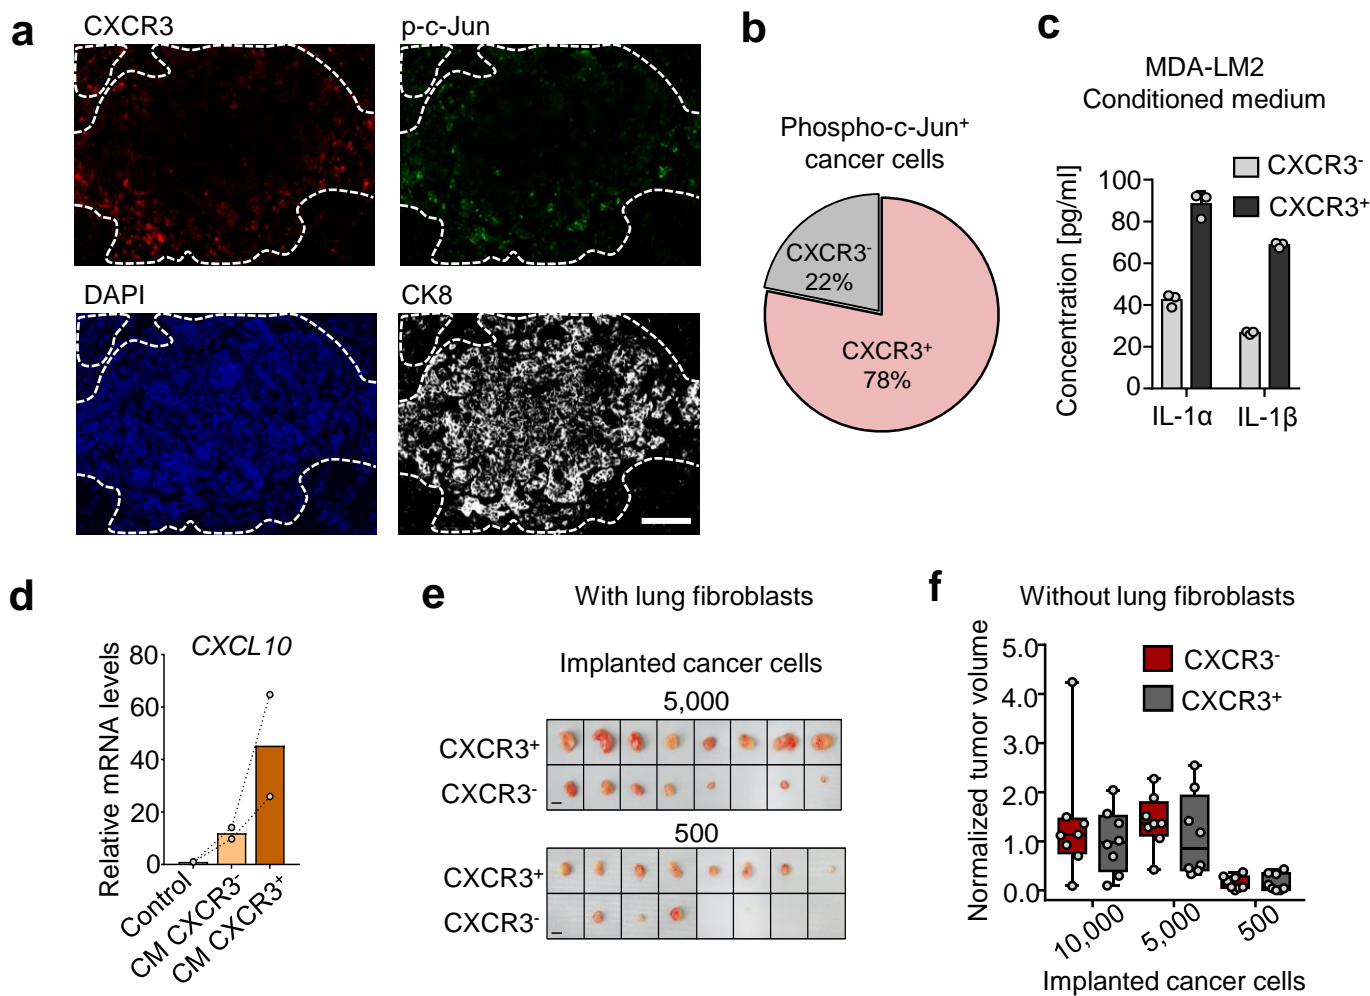 a
CXCR3
p-c-Jun
DAPI
CK8
b
Phospho-c-Jun⁺
cancer cells
CXCR3⁻
22%
CXCR3⁺
78%
c
MDA-LM2
Conditioned medium
CXCR3⁻
CXCR3⁺
Concentration [pg/ml]
100
80
60
40
20
0
IL-1α
IL-1β
d
CXCL10
Relative mRNA levels
80
60
40
20
0
Control
CM CXCR3⁻
CM CXCR3⁺
e
With lung fibroblasts
Implanted cancer cells
5,000
CXCR3⁺
CXCR3⁻
500
CXCR3⁺
CXCR3⁻
f
Without lung fibroblasts
Normalized tumor volume
5.0
4.0
3.0
2.0
1.0
0.0
CXCR3⁻
CXCR3⁺
10,000
5,000
500
Implanted cancer cells